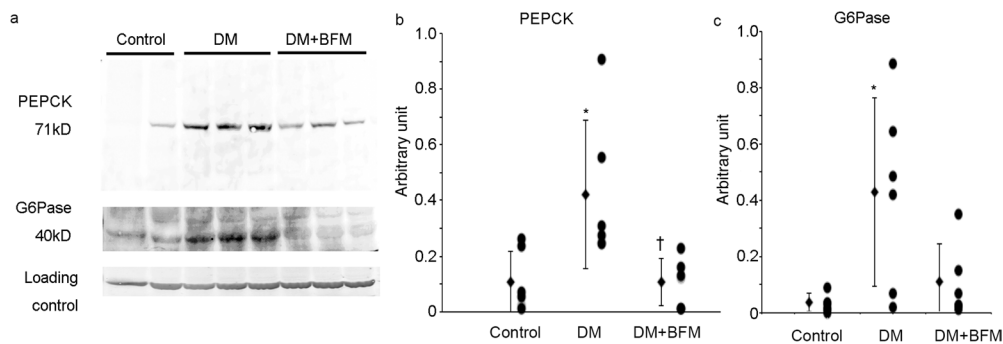 a
Control DM DM+BFM
PEPCK
71kD
G6Pase
40kD
Loading
control
b
PEPCK
Arbitrary unit
1.0
0.8
0.6
0.4
0.2
0
*
†
Control DM DM+BFM
c
G6Pase
Arbitrary unit
1.0
0.8
0.6
0.4
0.2
0
*
Control DM DM+BFM